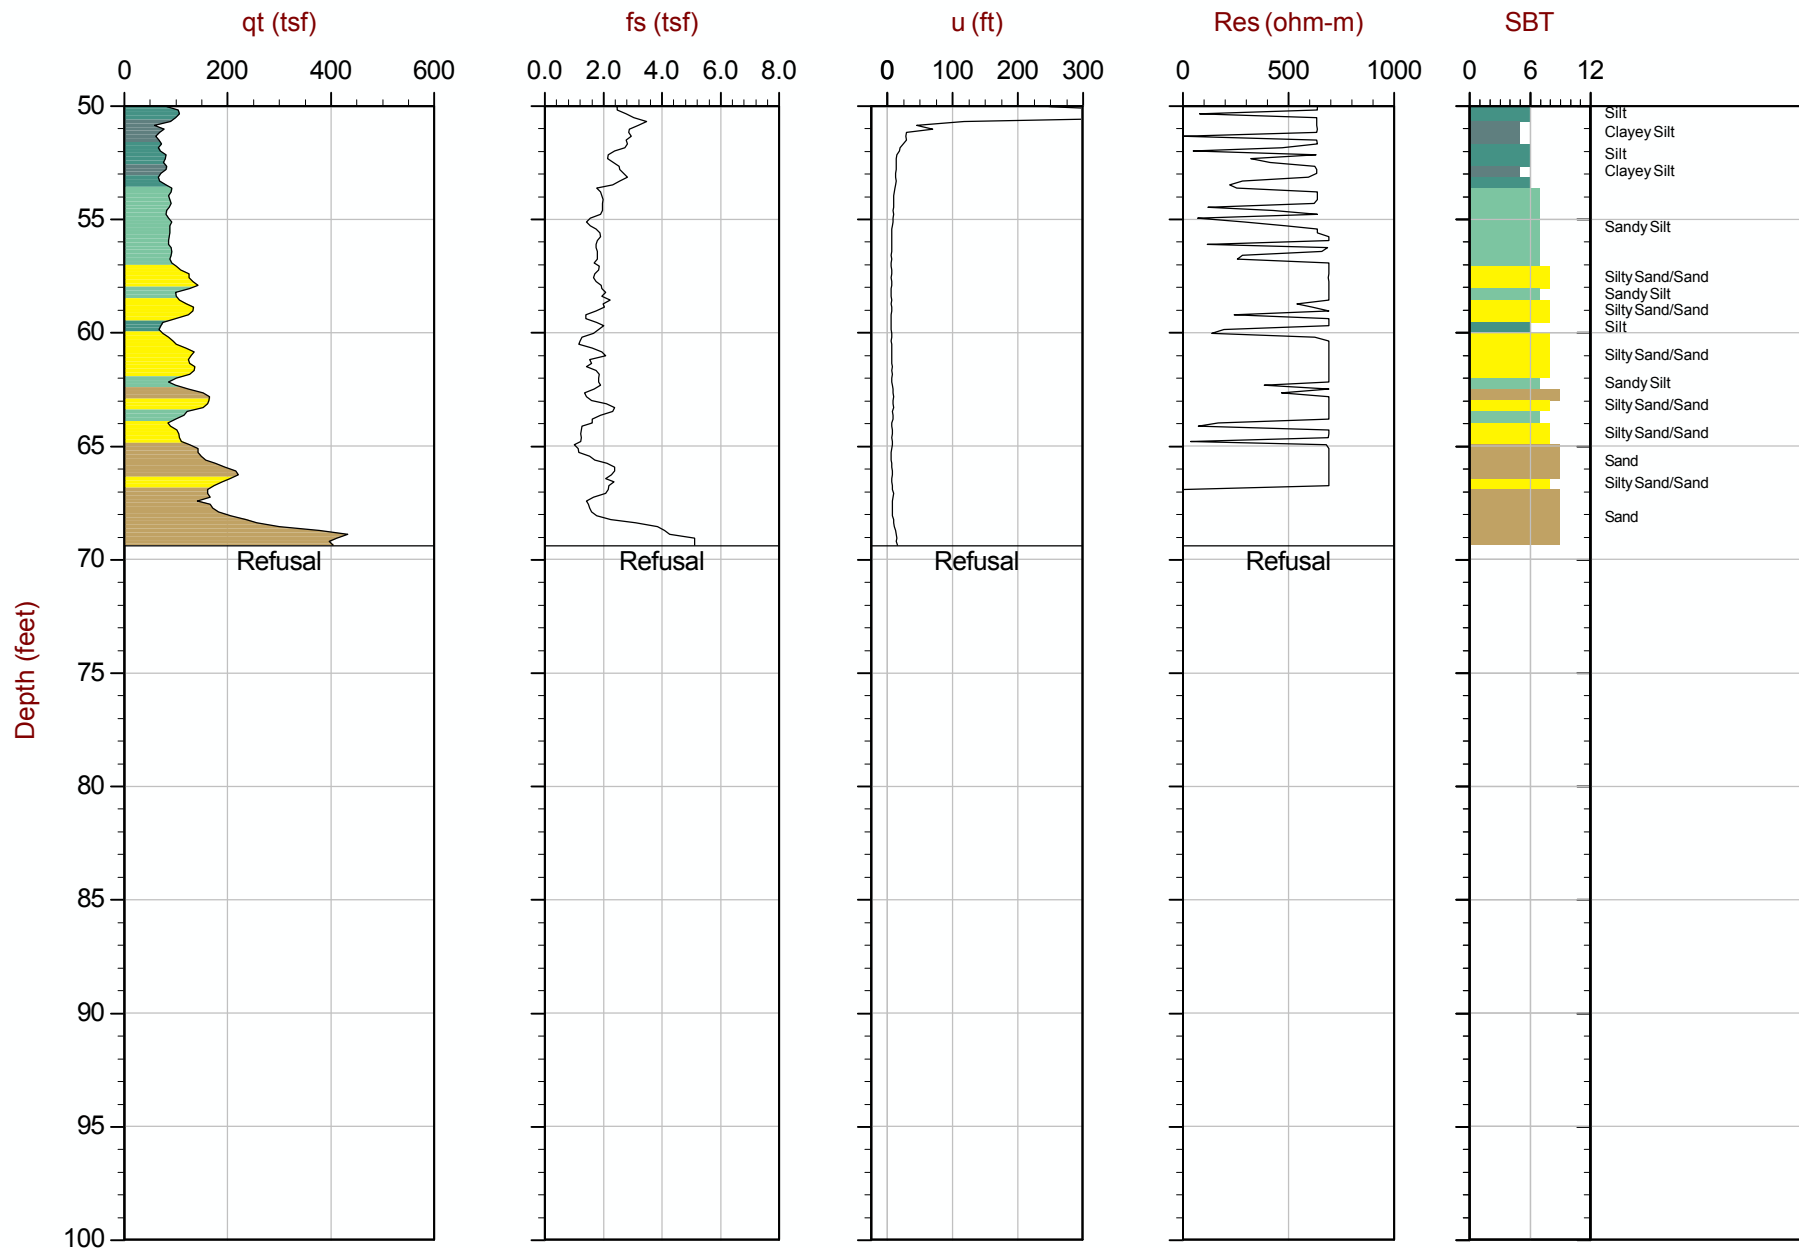 qt (tsf) fs (tsf) u (ft) Res (ohm-m) SBT
0 200 400 600 0.0 2.0 4.0 6.0 8.0 0 100 200 300 0 500 1000 0 6 12
50
Silt
Clayey Silt
Silt
Clayey Silt
55
Sandy Silt
Silty Sand/Sand
Sandy Silt
Silty Sand/Sand
Silt
60
Silty Sand/Sand
Sandy Silt
Silty Sand/Sand
Silty Sand/Sand
65
Sand
Silty Sand/Sand
Sand
70
Refusal Refusal Refusal Refusal
Depth (feet)
75
80
85
90
95
100